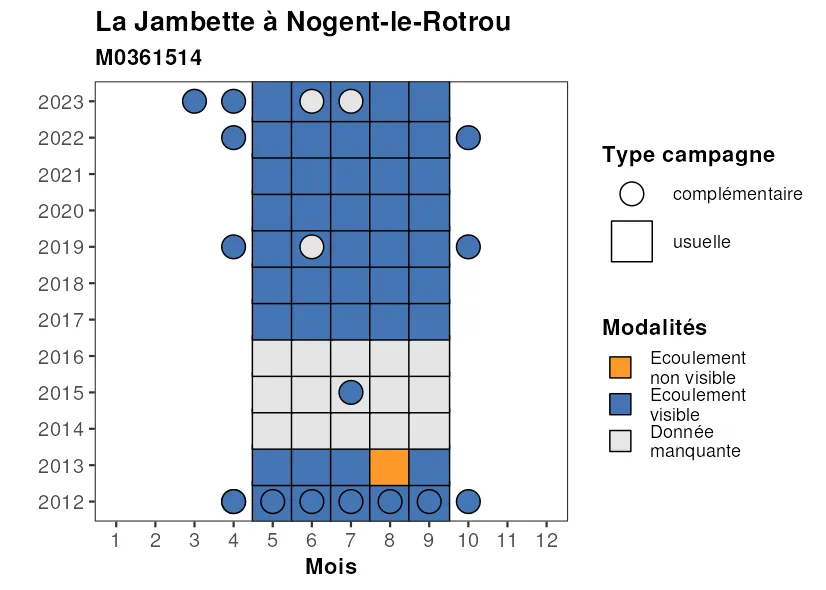 La Jambette à Nogent-le-Rotrou
M0361514
2023
2022
2021
2020
2019
2018
2017
2016
2015
2014
2013
2012
1 2 3 4 5 6 7 8 9 10 11 12
Mois
Type campagne
complémentaire
usuelle
Modalités
Ecoulement
non visible
Ecoulement
visible
Donnée
manquante